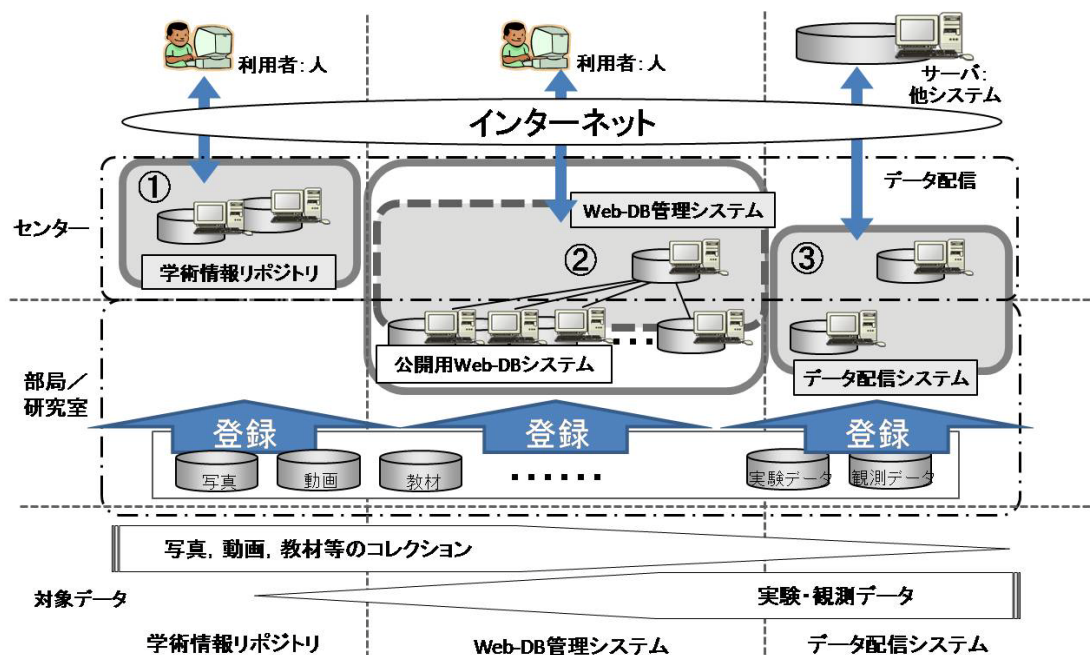 利用者：人
利用者：人
サーバ：
他システム
インターネット
データ配信
センター
①
学術情報リポジトリ
Web-DB管理システム
②
③
公開用Web-DBシステム
データ配信システム
部局／
研究室
登録
登録
登録
写真
動画
教材
……
実験データ
観測データ
写真，動画，教材等のコレクション
対象データ
実験・観測データ
学術情報リポジトリ
Web-DB管理システム
データ配信システム